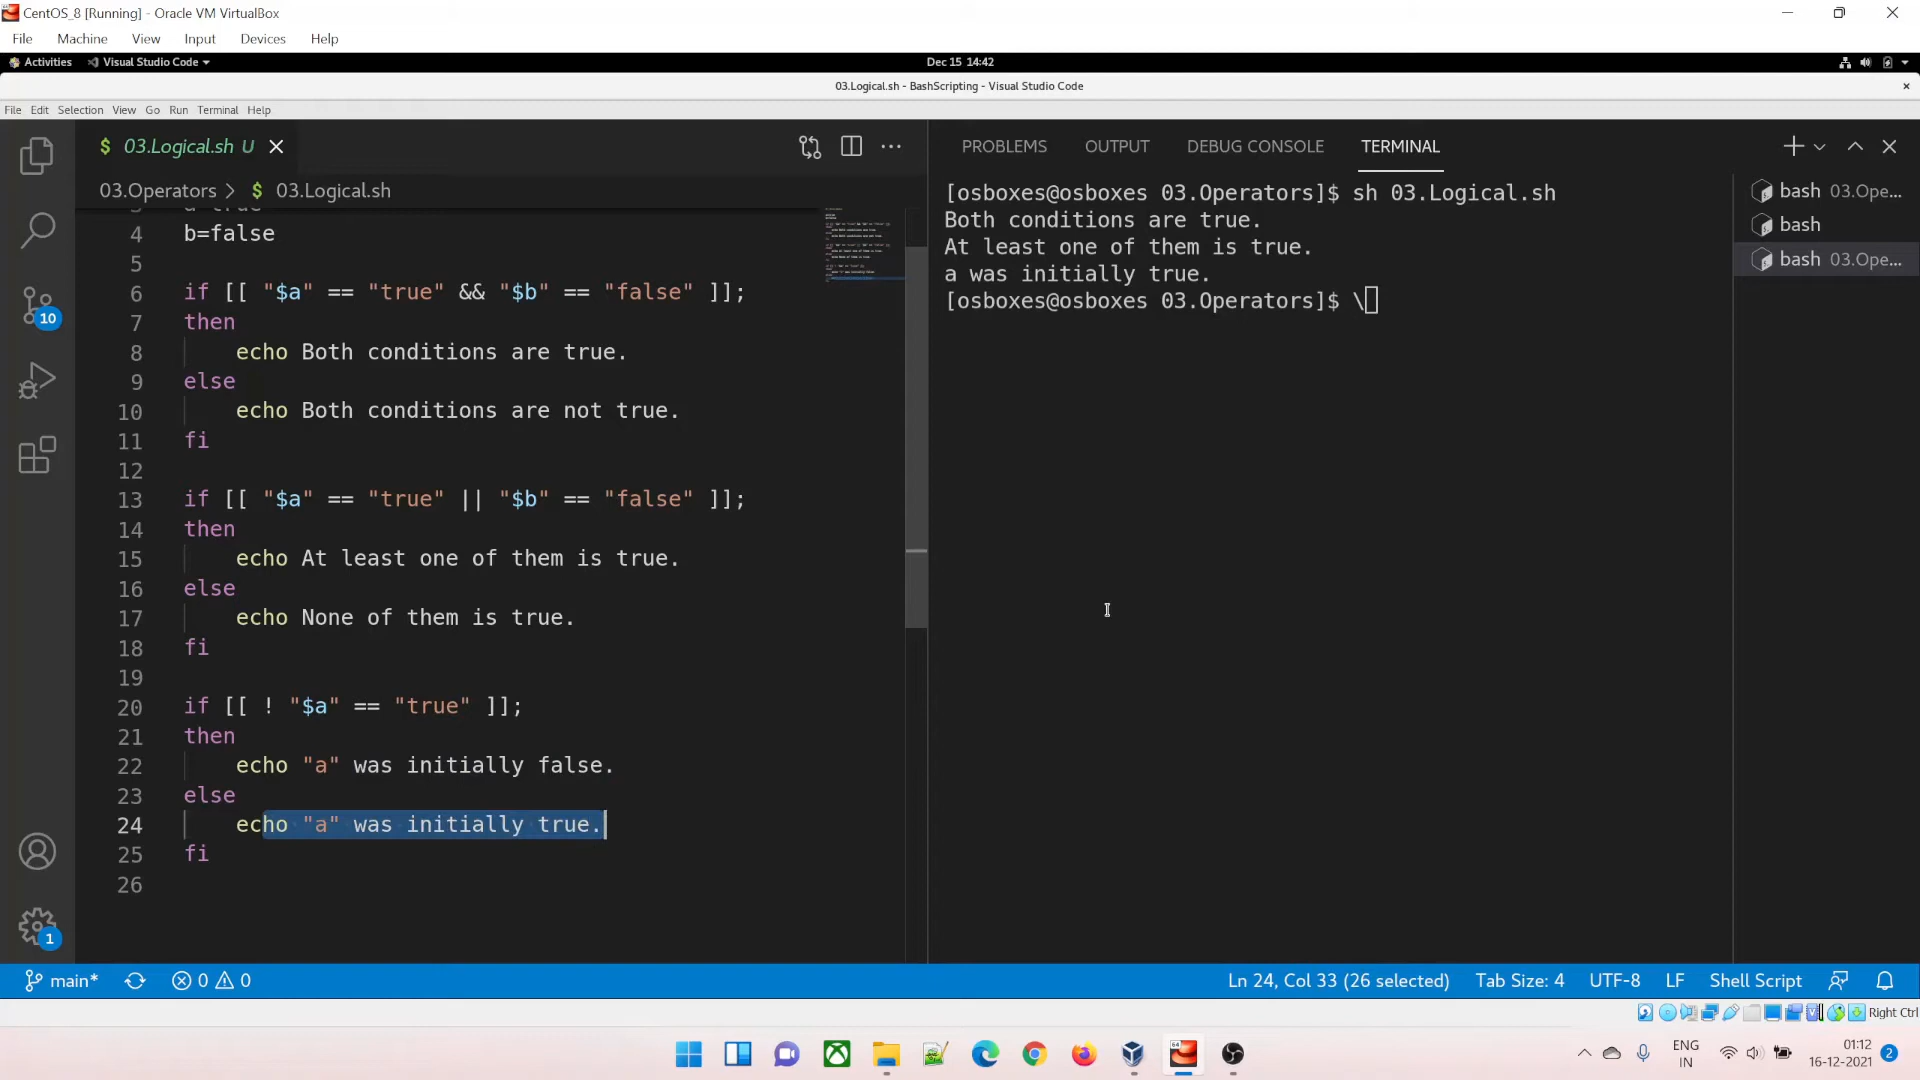 CentOS_8 [Running] - Oracle VM VirtualBox
File Machine View Input Devices Help
Activities Visual Studio Code Dec 15 14:42
03.Logical.sh - BashScripting - Visual Studio Code
File Edit Selection View Go Run Terminal Help
$ 03.Logical.sh U
03.Operators > $ 03.Logical.sh
4 b=false
5
6 if [[ "$a" == "true" && "$b" == "false" ]];
7 then
8 echo Both conditions are true.
9 else
10 echo Both conditions are not true.
11 fi
12
13 if [[ "$a" == "true" || "$b" == "false" ]];
14 then
15 echo At least one of them is true.
16 else
17 echo None of them is true.
18 fi
19
20 if [[ ! "$a" == "true" ]];
21 then
22 echo "a" was initially false.
23 else
24 echo "a" was initially true.
25 fi
26
PROBLEMS OUTPUT DEBUG CONSOLE TERMINAL
[osboxes@osboxes 03.Operators]$ sh 03.Logical.sh
Both conditions are true.
At least one of them is true.
a was initially true.
[osboxes@osboxes 03.Operators]$ \
bash 03.Ope...
bash
bash 03.Ope...
10
1
main* 0 0 Ln 24, Col 33 (26 selected) Tab Size: 4 UTF-8 LF Shell Script
Right Ctrl
ENG
IN
01:12
16-12-2021
2